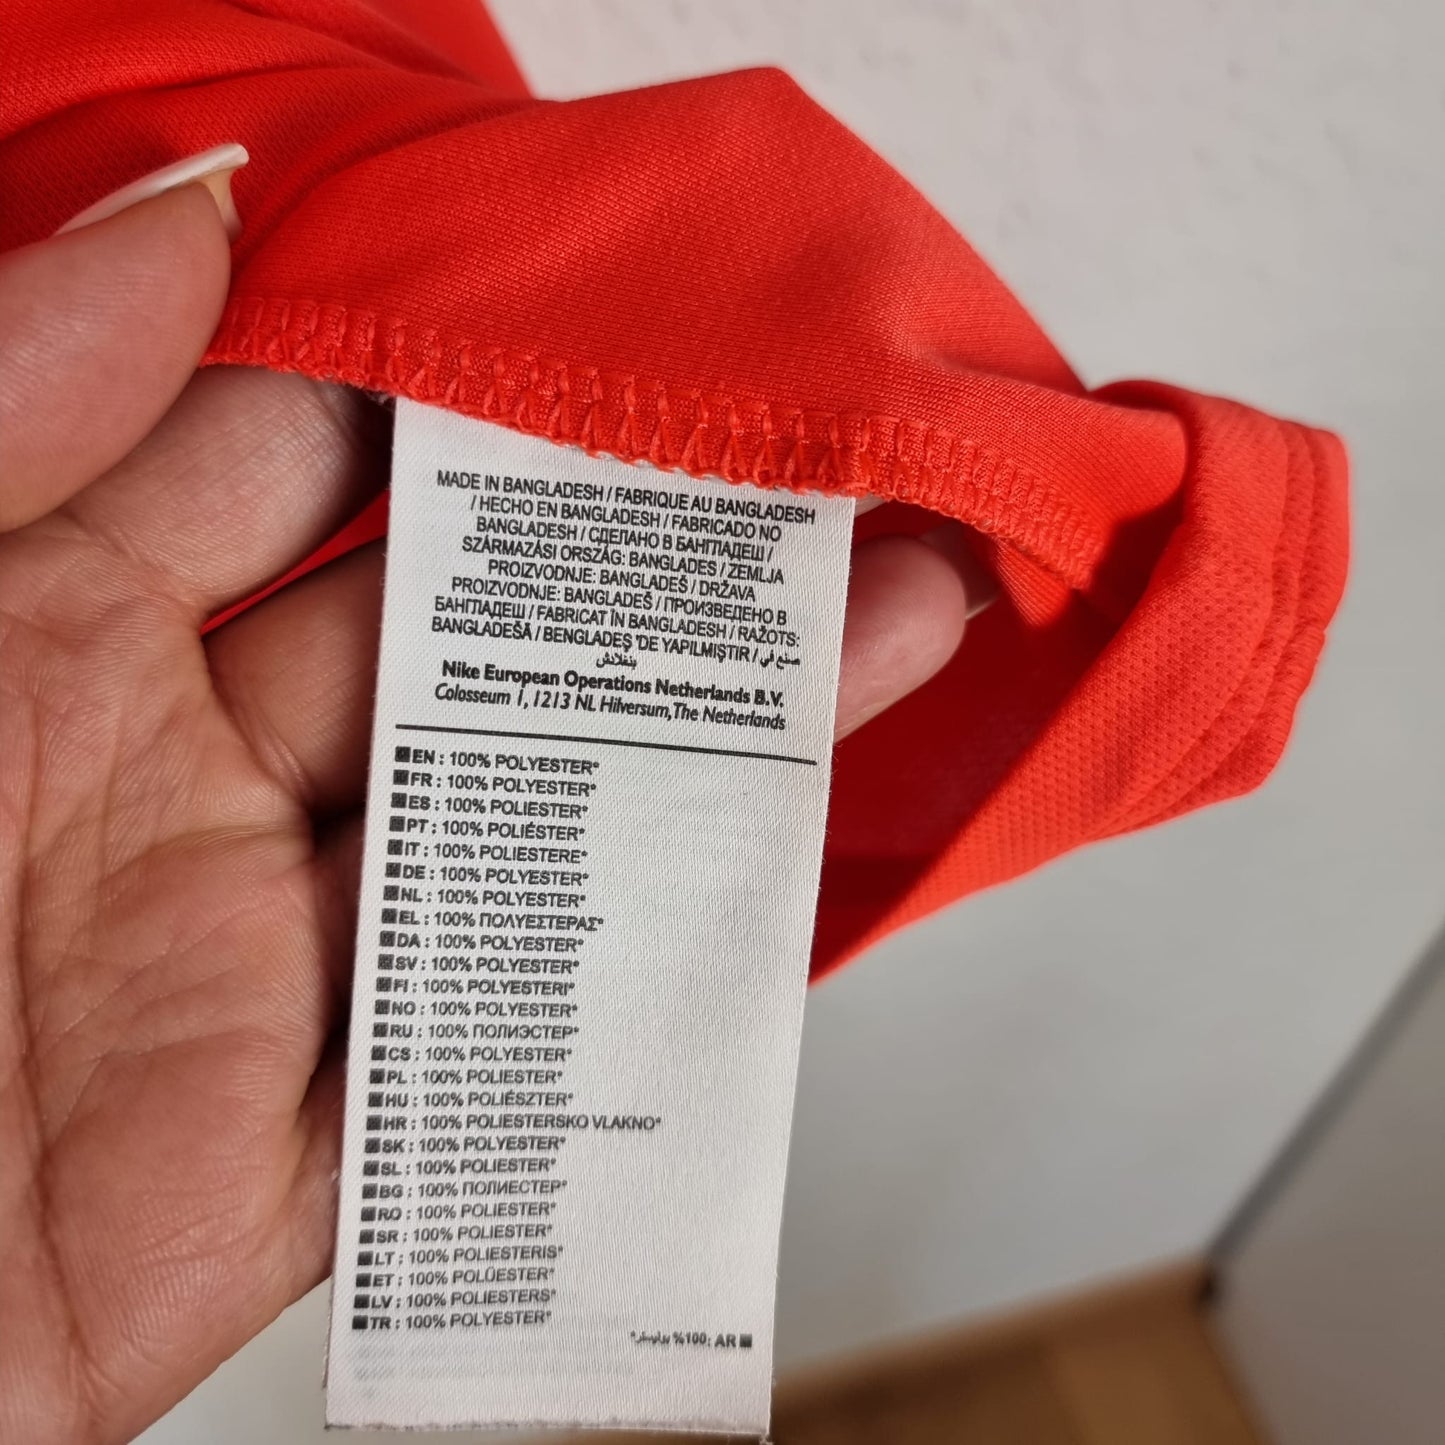 MADE IN BANGLADESH / FABRIQUE AU BANGLADESH
/ HECHO EN BANGLADESH / FABRICADO NO
BANGLADESH / СДЕЛАНО В БАНГЛАДЕШ /
SZÁRMAZÁSI ORSZÁG: BANGLADES / ZEMLJA
PROIZVODNJE: BANGLADEŠ / DRŽAVA
PROIZVODNJE: BANGLADEŠ / ПРОИЗВЕДЕНО В
БАНГЛАДЕШ / FABRICAT ÎN BANGLADESH / RAŽOTS:
BANGLADEŠĀ / BENGLADEŞ 'DE YAPILMIŞTIR / صنع في
بنغلادش
Nike European Operations Netherlands B.V.
Colosseum 1, 1213 NL Hilversum, The Netherlands
EN : 100% POLYESTER*
FR : 100% POLYESTER*
ES : 100% POLIESTER*
PT : 100% POLIÉSTER*
IT : 100% POLIESTERE*
DE : 100% POLYESTER*
NL : 100% POLYESTER*
EL : 100% ΠΟΛΥΕΣΤΕΡΑΣ*
DA : 100% POLYESTER*
SV : 100% POLYESTER*
FI : 100% POLYESTERI*
NO : 100% POLYESTER*
RU : 100% ПОЛИЭСТЕР*
CS : 100% POLYESTER*
PL : 100% POLIESTER*
HU : 100% POLIÉSZTER*
HR : 100% POLIESTERSKO VLAKNO*
SK : 100% POLYESTER*
SL : 100% POLIESTER*
BG : 100% ПОЛИЕСТЕР*
RO : 100% POLIESTER*
SR : 100% POLIESTER*
LT : 100% POLIESTERIS*
ET : 100% POLÜESTER*
LV : 100% POLIESTERS*
TR : 100% POLYESTER*
%100: AR